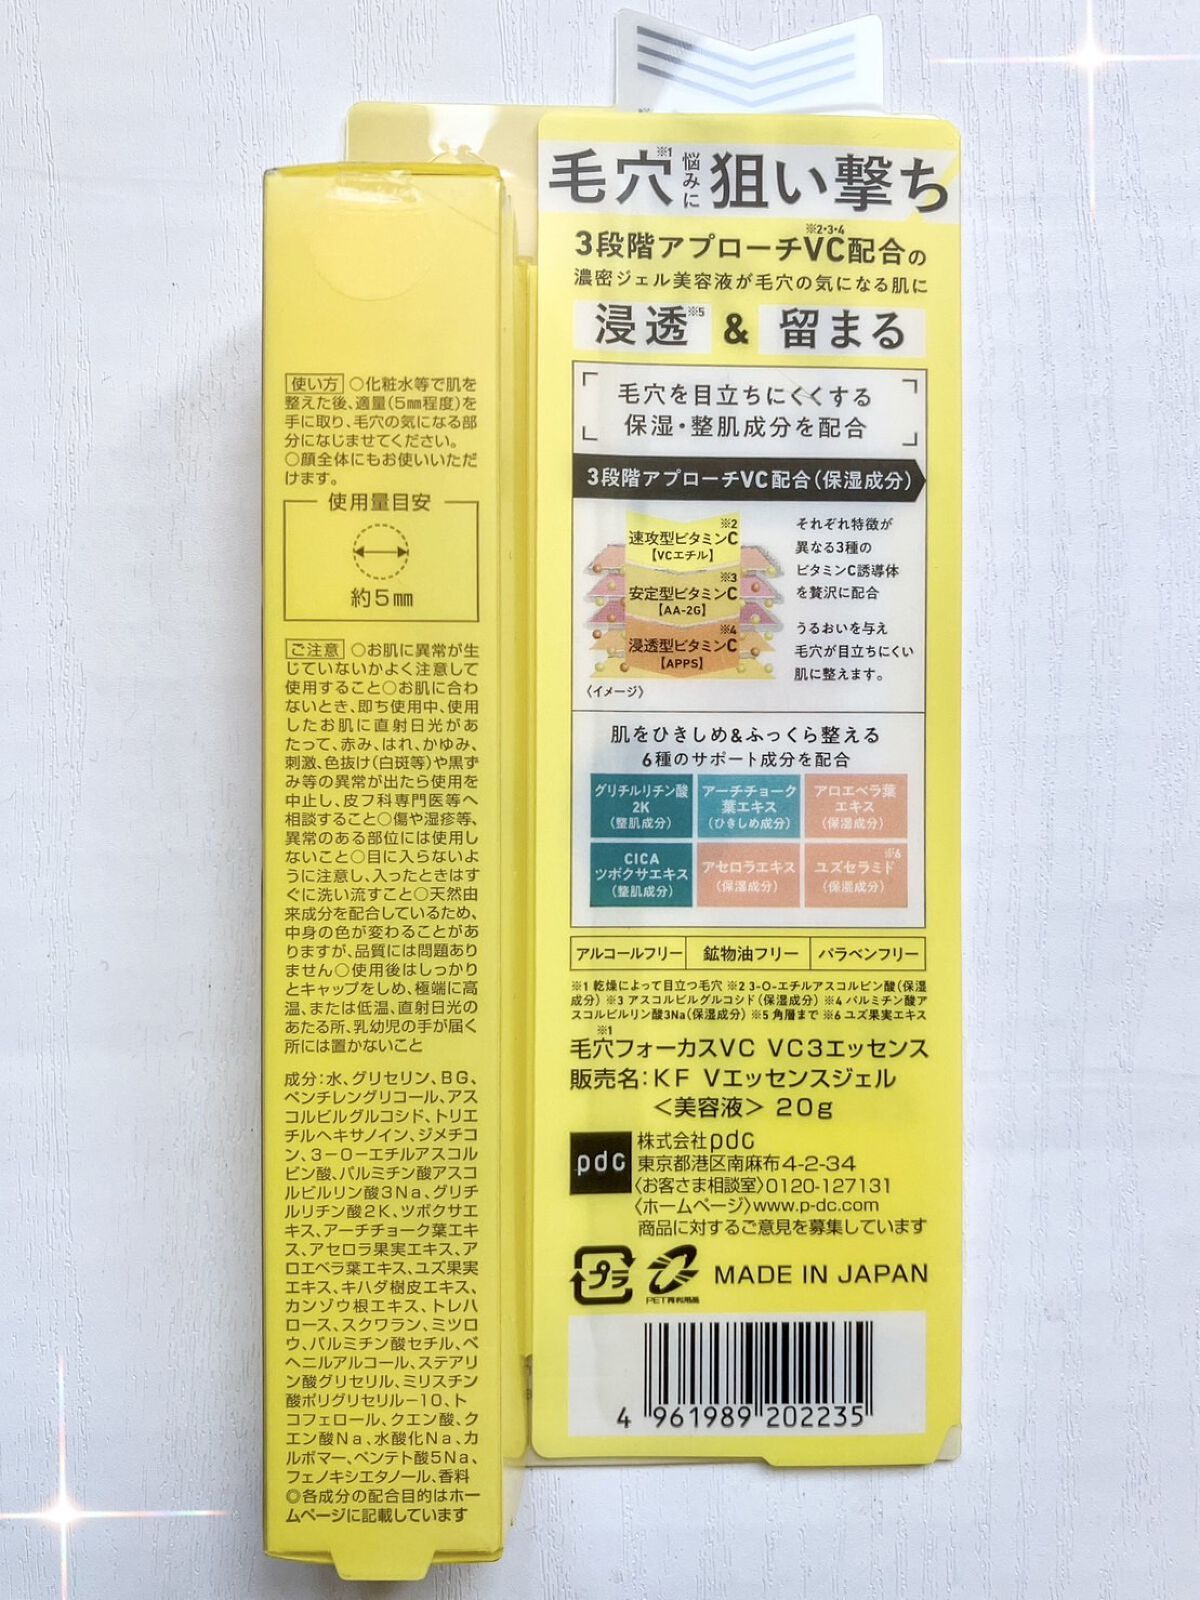 使い方 ○化粧水等で肌を
整えた後、適量(5㎜程度)を
手に取り、毛穴の気になる部
分になじませてください。
○顔全体にもお使いいただ
けます。
使用量目安
約5㎜
ご注意 ○お肌に異常が生
じていないかよく注意して
使用すること○お肌に合わ
ないとき、即ち使用中、使用
したお肌に直射日光があ
たって、赤み、はれ、かゆみ、
刺激、色抜け(白斑等)や黒ず
み等の異常が出たら使用を
中止し、皮フ科専門医等へ
相談すること○傷や湿疹等、
異常のある部位には使用し
ないこと○目に入らないよ
うに注意し、入ったときはす
ぐに洗い流すこと○天然由
来成分を配合しているため、
中身の色が変わることがあ
りますが、品質には問題あり
ません○使用後はしっかり
とキャップをしめ、極端に高
温、または低温、直射日光の
あたる所、乳幼児の手が届く
所には置かないこと
成分:水、グリセリン、BG、
ペンチレングリコール、アス
コルビルグルコシド、トリエ
チルヘキサノイン、ジメチコ
ン、3-O-エチルアスコル
ビン酸、パルミチン酸アスコ
ルビルリン酸3Na、グリチ
ルリチン酸2K、ツボクサエ
キス、アーチチョーク葉エキ
ス、アセロラ果実エキス、ア
ロエベラ葉エキス、ユズ果実
エキス、キハダ樹皮エキス、
カンゾウ根エキス、トレハ
ロース、スクワラン、ミツロ
ウ、パルミチン酸セチル、ベ
ヘニルアルコール、ステアリ
ン酸グリセリル、ミリスチン
酸ポリグリセリル-10、ト
コフェロール、クエン酸、ク
エン酸Na、水酸化Na、カ
ルボマー、ペンテト酸5Na、
フェノキシエタノール、香料
◎各成分の配合目的はホー
ムページに記載しています
毛穴※1悩みに狙い撃ち
3段階アプローチVC※2・3・4配合の
濃密ジェル美容液が毛穴の気になる肌に
浸透※5 & 留まる
毛穴を目立ちにくくする
保湿・整肌成分を配合
3段階アプローチVC配合(保湿成分)
※2
速攻型ビタミンC
【VCエチル】
※3
安定型ビタミンC
【AA-2G】
※4
浸透型ビタミンC
【APPS】
〈イメージ〉
それぞれ特徴が
異なる3種の
ビタミンC誘導体
を贅沢に配合
うるおいを与え
毛穴が目立ちにくい
肌に整えます。
肌をひきしめ&ふっくら整える
6種のサポート成分を配合
グリチルリチン酸
2K
(整肌成分)
アーチチョーク
葉エキス
(ひきしめ成分)
アロエベラ葉
エキス
(保湿成分)
CICA
ツボクサエキス
(整肌成分)
アセロラエキス
(保湿成分)
※6
ユズセラミド
(保湿成分)
アルコールフリー 鉱物油フリー パラベンフリー
※1 乾燥によって目立つ毛穴 ※2 3-O-エチルアスコルビン酸(保湿
成分) ※3 アスコルビルグルコシド(保湿成分) ※4 パルミチン酸ア
スコルビルリン酸3Na(保湿成分) ※5 角層まで ※6 ユズ果実エキス
※1
毛穴フォーカスVC VC3エッセンス
販売名:KF Vエッセンスジェル
<美容液> 20g
pdc
株式会社pdc
東京都港区南麻布4-2-34
〈お客さま相談室〉0120-127131
〈ホームページ〉www.p-dc.com
商品に対するご意見を募集しています
プラ
PET再利用品
MADE IN JAPAN
4 961989 202235